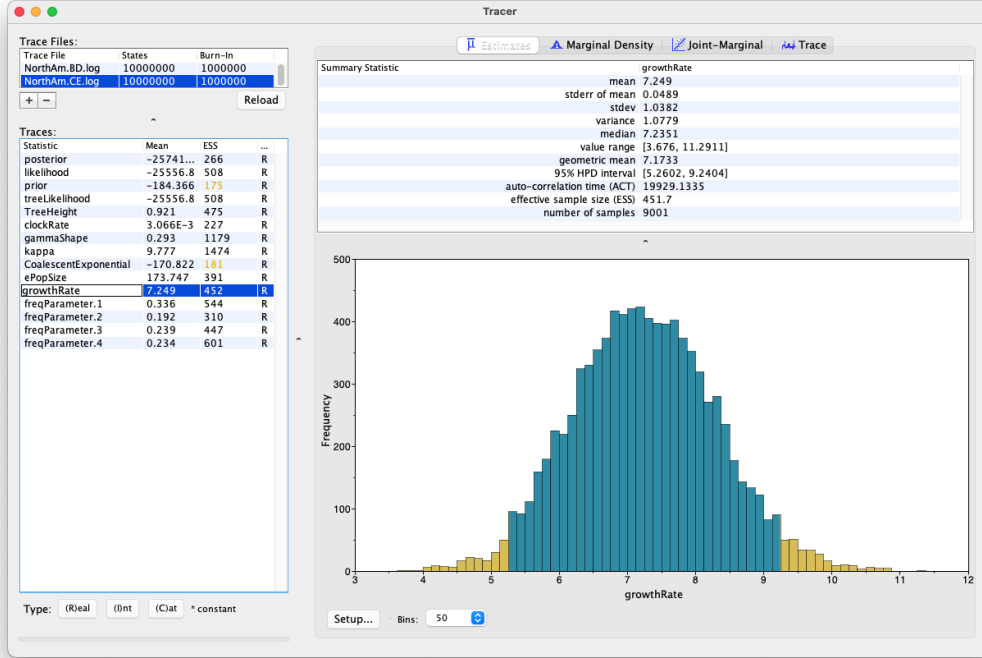 Tracer
Trace Files:
Trace File States Burn-In
NorthAm.BD.log 10000000 1000000
NorthAm.CE.log 10000000 1000000
+ − Reload
Traces:
Statistic Mean ESS ...
posterior -25741... 266 R
likelihood -25556.8 508 R
prior -184.366 175 R
treeLikelihood -25556.8 508 R
TreeHeight 0.921 475 R
clockRate 3.066E-3 227 R
gammaShape 0.293 1179 R
kappa 9.777 1474 R
CoalescentExponential -170.822 181 R
ePopSize 173.747 391 R
growthRate 7.249 452 R
freqParameter.1 0.336 544 R
freqParameter.2 0.192 310 R
freqParameter.3 0.239 447 R
freqParameter.4 0.234 601 R
Type: (R)eal (I)nt (C)at * constant
μ Estimates Marginal Density Joint-Marginal Trace
Summary Statistic growthRate
mean 7.249
stderr of mean 0.0489
stdev 1.0382
variance 1.0779
median 7.2351
value range [3.676, 11.2911]
geometric mean 7.1733
95% HPD interval [5.2602, 9.2404]
auto-correlation time (ACT) 19929.1335
effective sample size (ESS) 451.7
number of samples 9001
500
400
300
200
100
0
Frequency
3 4 5 6 7 8 9 10 11 12
growthRate
Setup... Bins: 50